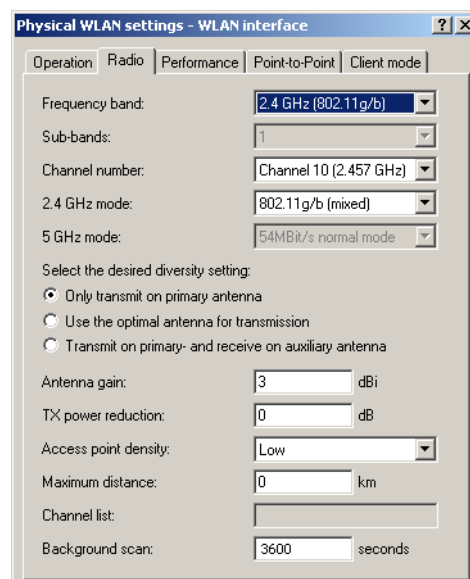 Physical WLAN settings - WLAN interface
Operation Radio Performance Point-to-Point Client mode
Frequency band: 2.4 GHz (802.11g/b)
Sub-bands: 1
Channel number: Channel 10 (2.457 GHz)
2.4 GHz mode: 802.11g/b (mixed)
5 GHz mode: 54MBit/s normal mode
Select the desired diversity setting:
Only transmit on primary antenna
Use the optimal antenna for transmission
Transmit on primary- and receive on auxiliary antenna
Antenna gain: 3 dBi
TX power reduction: 0 dB
Access point density: Low
Maximum distance: 0 km
Channel list:
Background scan: 3600 seconds